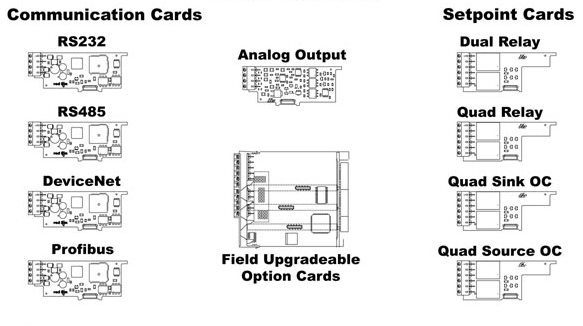 Communication Cards
RS232
RS485
DeviceNet
Profibus
Analog Output
Field Upgradeable
Option Cards
Setpoint Cards
Dual Relay
Quad Relay
Quad Sink OC
Quad Source OC